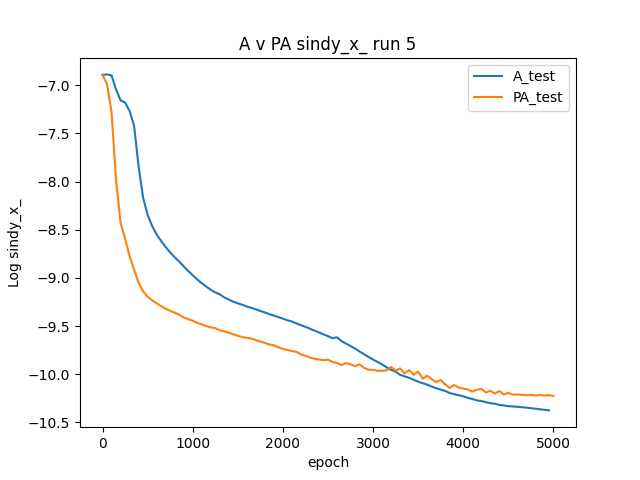 A v PA sindy_x_ run 5
A_test
PA_test
Log sindy_x_
−7.0
−7.5
−8.0
−8.5
−9.0
−9.5
−10.0
−10.5
0
1000
2000
3000
4000
5000
epoch